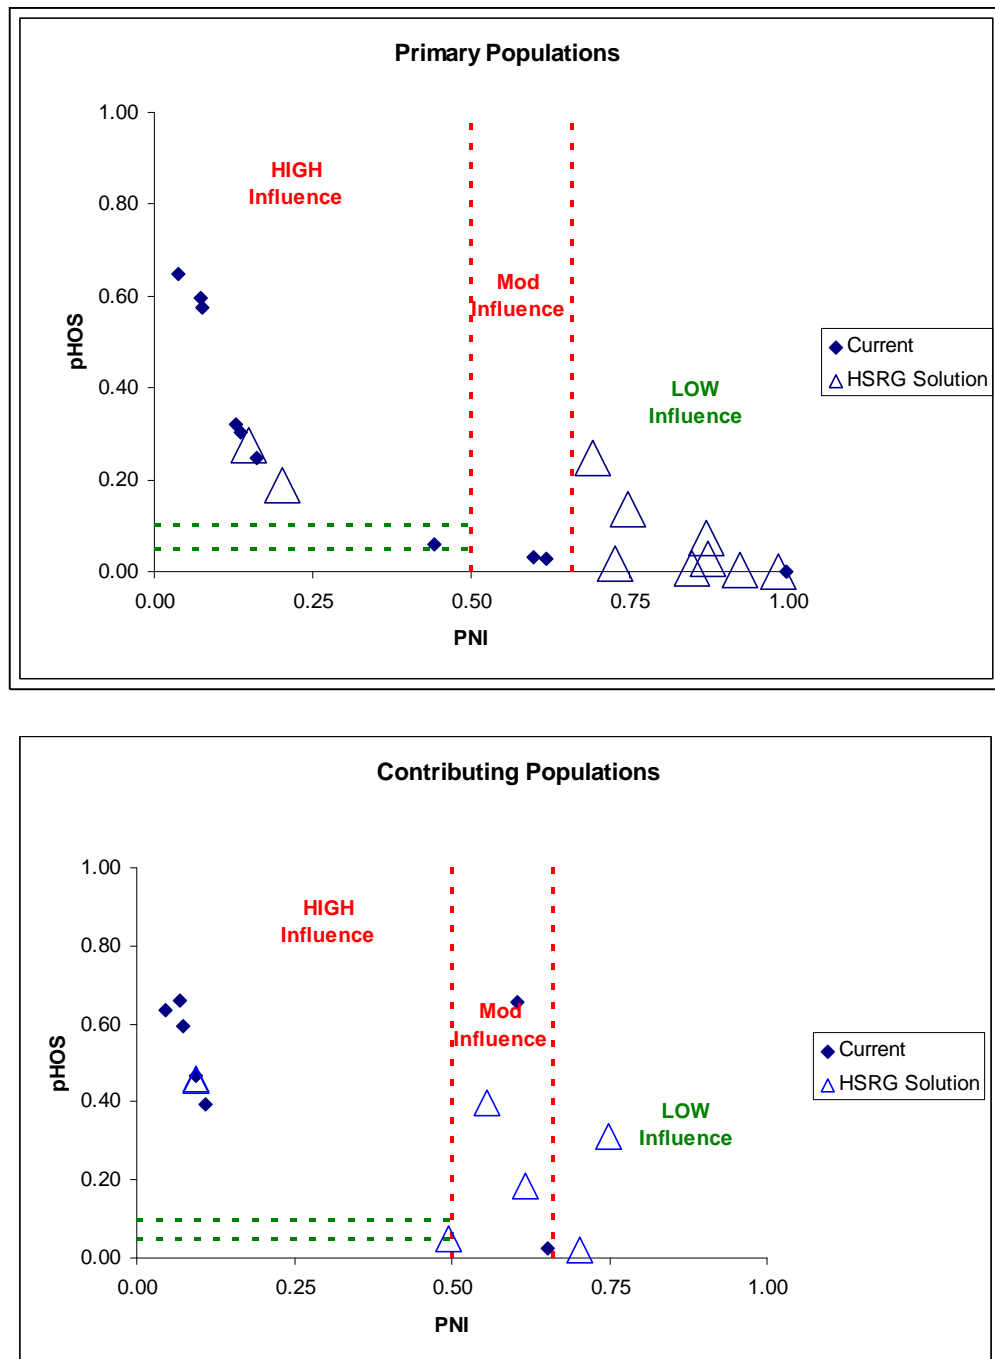 Primary Populations
1.00
0.80
0.60
0.40
0.20
0.00
pHOS
HIGH
Influence
Mod
Influence
LOW
Influence
Current
HSRG Solution
0.00 0.25 0.50 0.75 1.00
PNI
Contributing Populations
1.00
0.80
0.60
0.40
0.20
0.00
pHOS
HIGH
Influence
Mod
Influence
LOW
Influence
Current
HSRG Solution
0.00 0.25 0.50 0.75 1.00
PNI